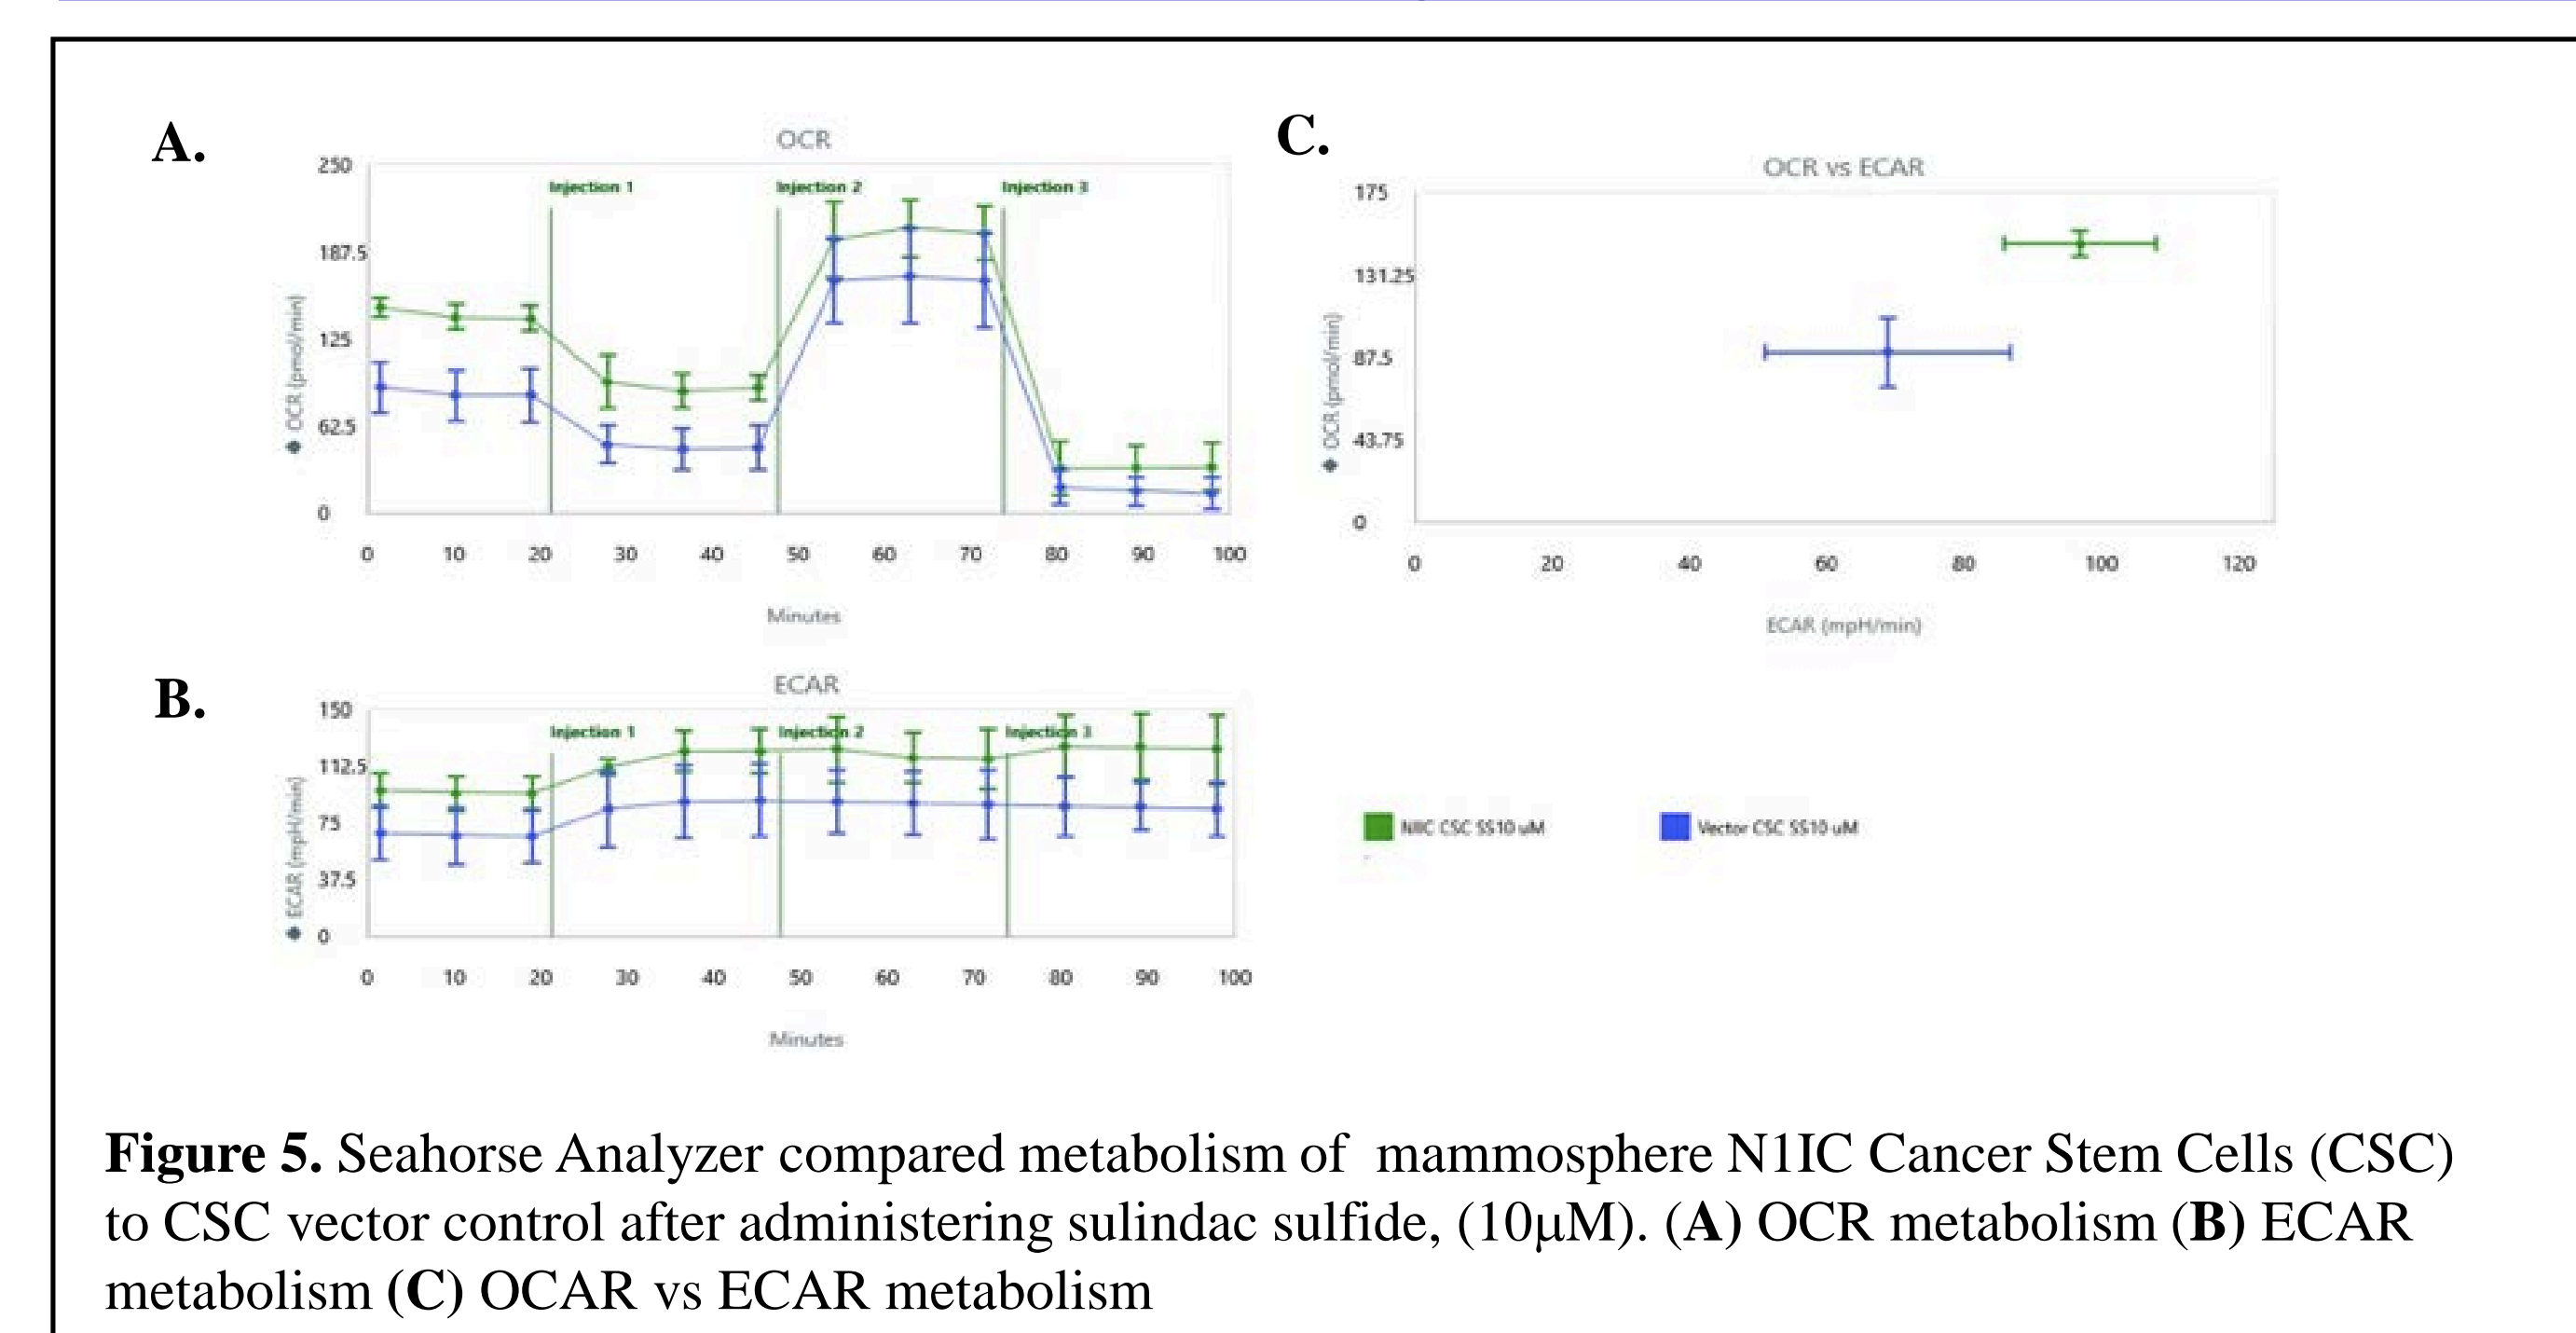 A.
OCR
250
187.5
125
62.5
0
OCR (pmol/min)
Injection 1
Injection 2
Injection 3
0 10 20 30 40 50 60 70 80 90 100
Minutes
B.
ECAR
150
112.5
75
37.5
0
ECAR (mpH/min)
Injection 1
Injection 2
Injection 3
0 10 20 30 40 50 60 70 80 90 100
Minutes
C.
OCR vs ECAR
175
131.25
87.5
43.75
0
OCR (pmol/min)
0 20 40 60 80 100 120
ECAR (mpH/min)
NIIC CSC SS10 uM
Vector CSC SS10 uM
Figure 5. Seahorse Analyzer compared metabolism of mammosphere N1IC Cancer Stem Cells (CSC)
to CSC vector control after administering sulindac sulfide, (10μM). (A) OCR metabolism (B) ECAR
metabolism (C) OCAR vs ECAR metabolism